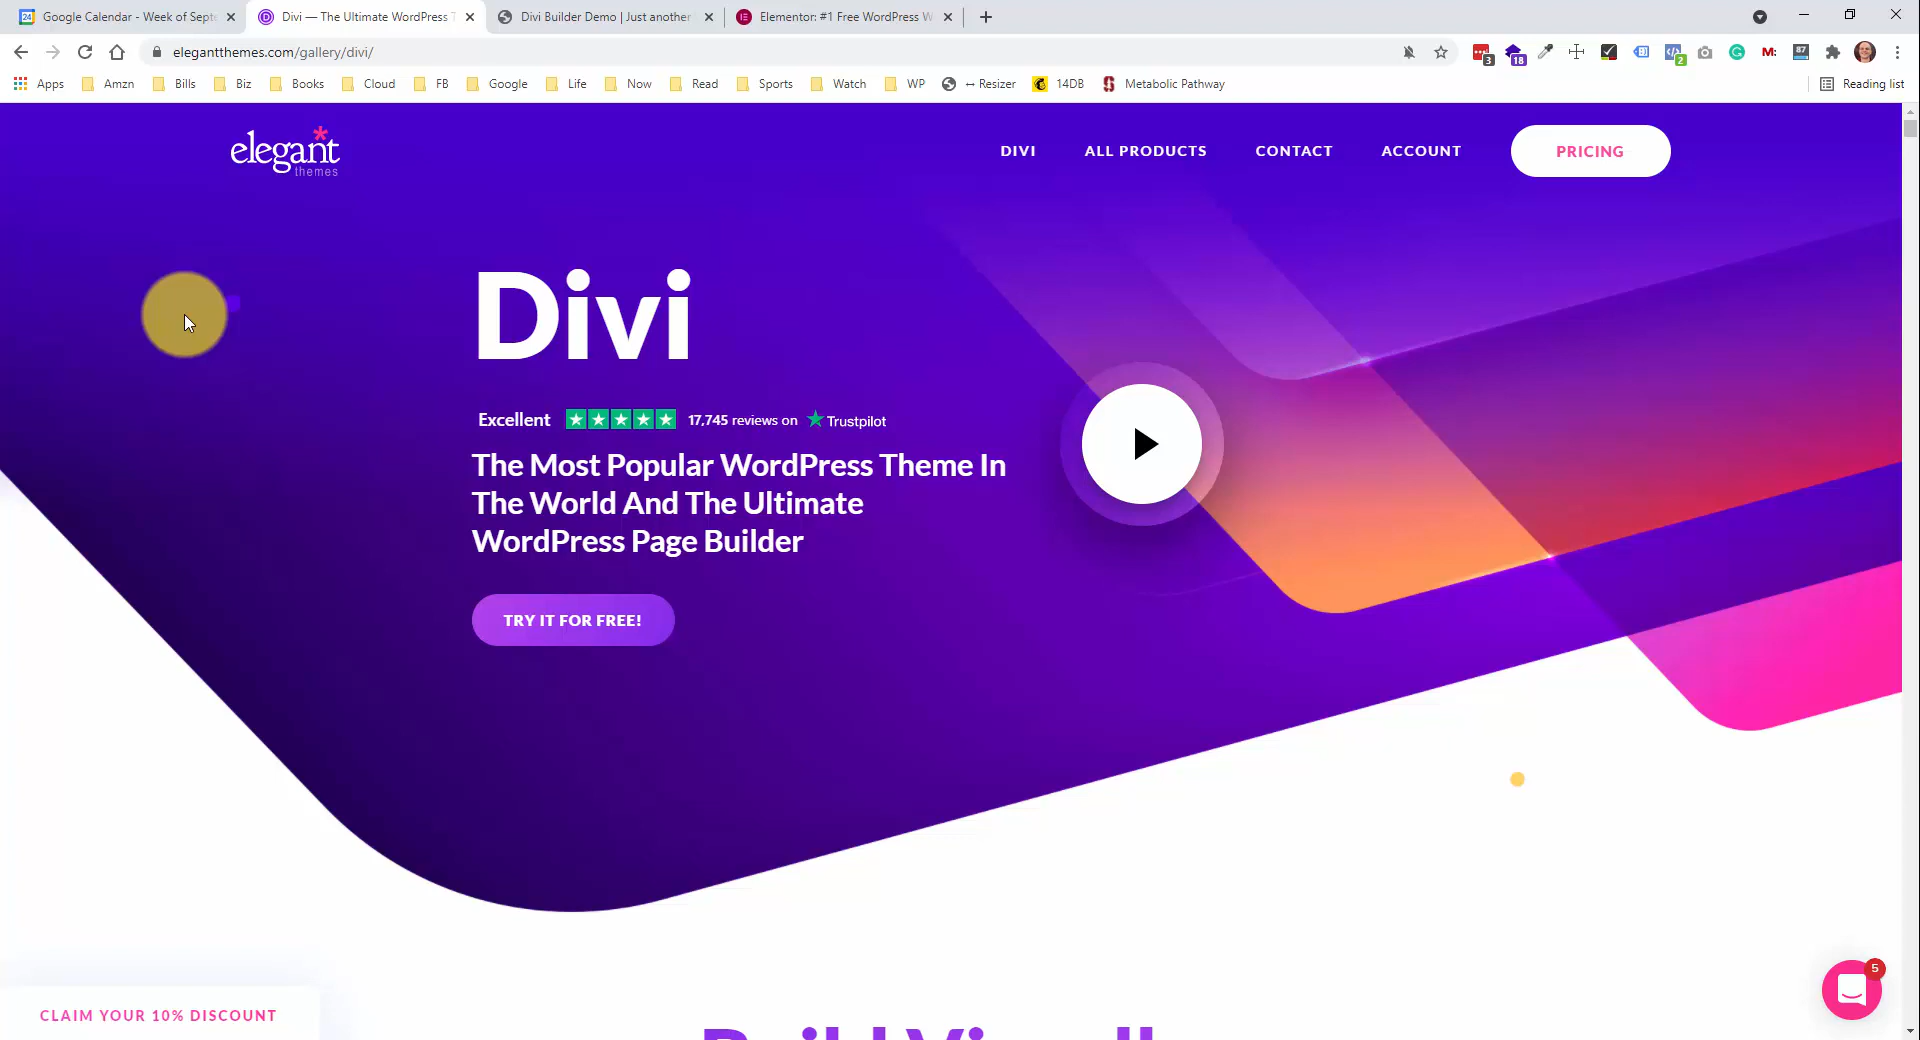 Google Calendar - Week of Sept
Divi — The Ultimate WordPress T
Divi Builder Demo | Just another
Elementor: #1 Free WordPress W
elegantthemes.com/gallery/divi/
3
18
2
M:
87
Apps
Amzn
Bills
Biz
Books
Cloud
FB
Google
Life
Now
Read
Sports
Watch
WP
↔ Resizer
14DB
Metabolic Pathway
Reading list
elegant
themes
DIVI
ALL PRODUCTS
CONTACT
ACCOUNT
PRICING
Divi
Excellent
17,745 reviews on
Trustpilot
The Most Popular WordPress Theme In
The World And The Ultimate
WordPress Page Builder
TRY IT FOR FREE!
5
CLAIM YOUR 10% DISCOUNT